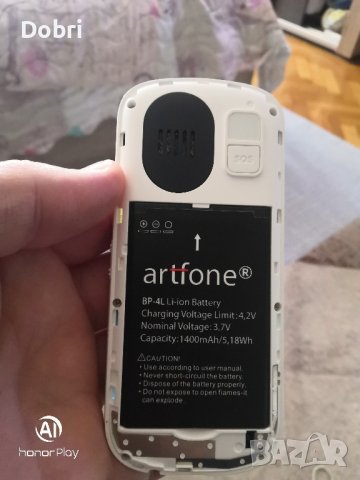 Dobri
SOS
artfone®
BP-4L Li-ion Battery
Charging Voltage Limit:4,2V
Nominal Voltage: 3,7V
Capacity:1400mAh/5,18Wh
⚠CAUTION!
• Use according to user manual.
• Never short-circuit the battery.
• Dispose of the battery properly.
• Do not expose to open flames-it
can explode.
AI
honor Play
BAZAR